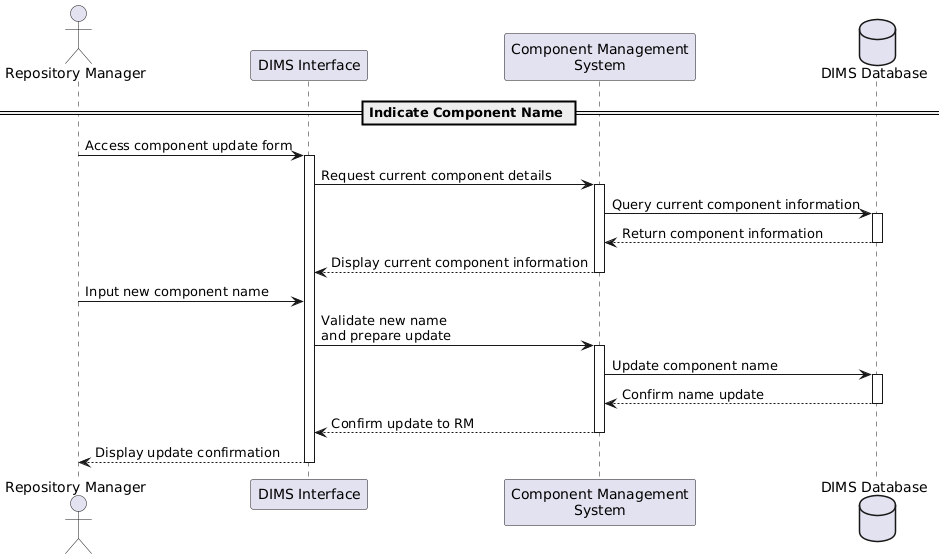 Repository Manager
DIMS Interface
Component Management
System
DIMS Database
Indicate Component Name
Access component update form
Request current component details
Query current component information
Return component information
Display current component information
Input new component name
Validate new name
and prepare update
Update component name
Confirm name update
Confirm update to RM
Display update confirmation
Repository Manager
DIMS Interface
Component Management
System
DIMS Database